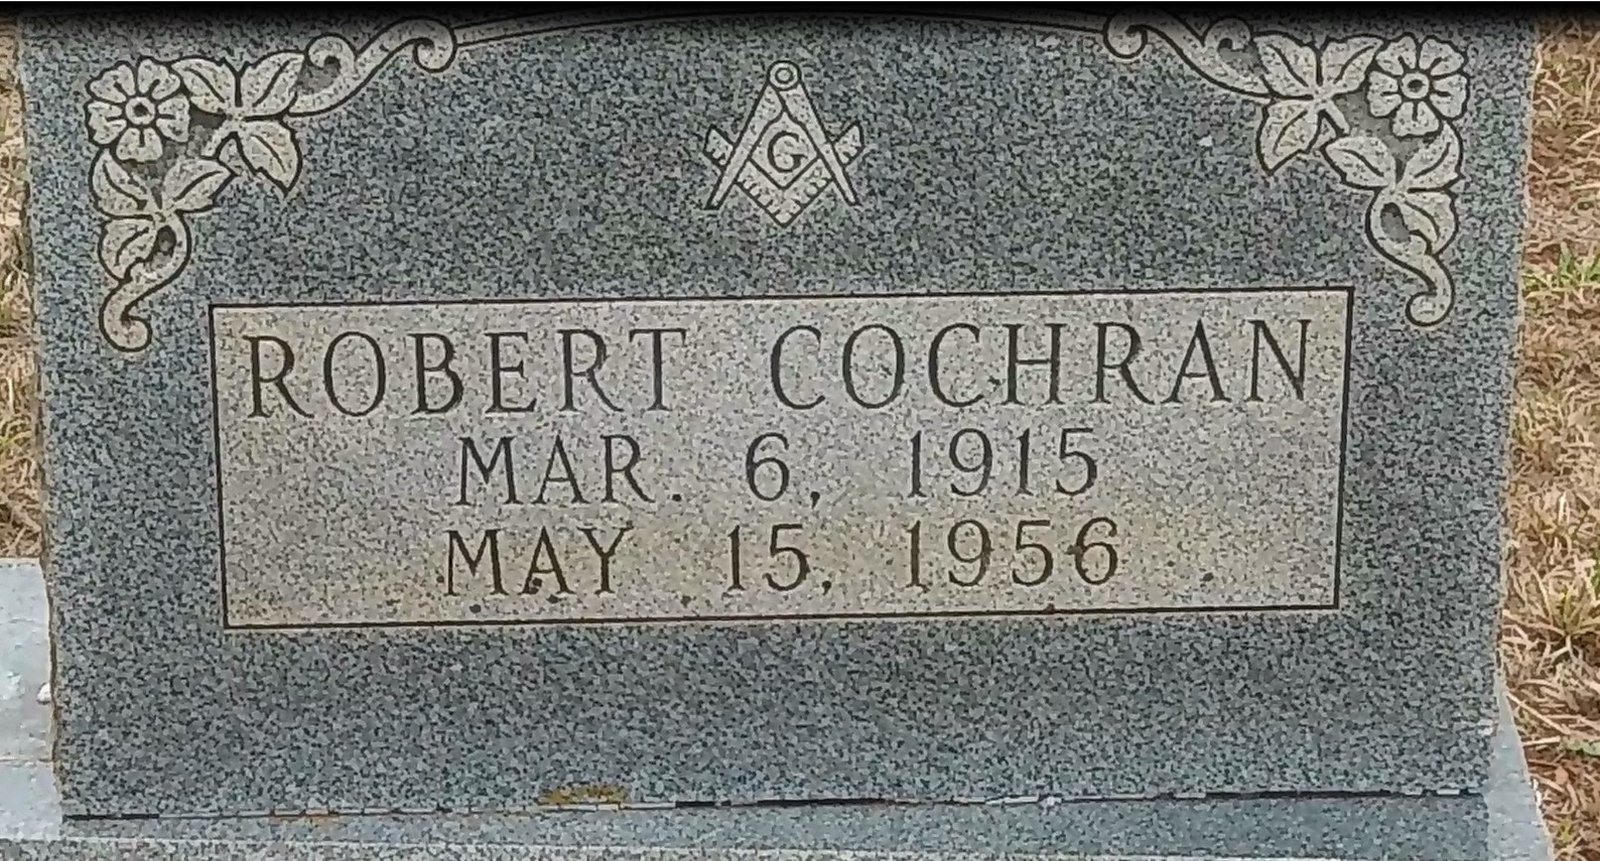 G
ROBERT COCHRAN
MAR. 6, 1915
MAY 15, 1956